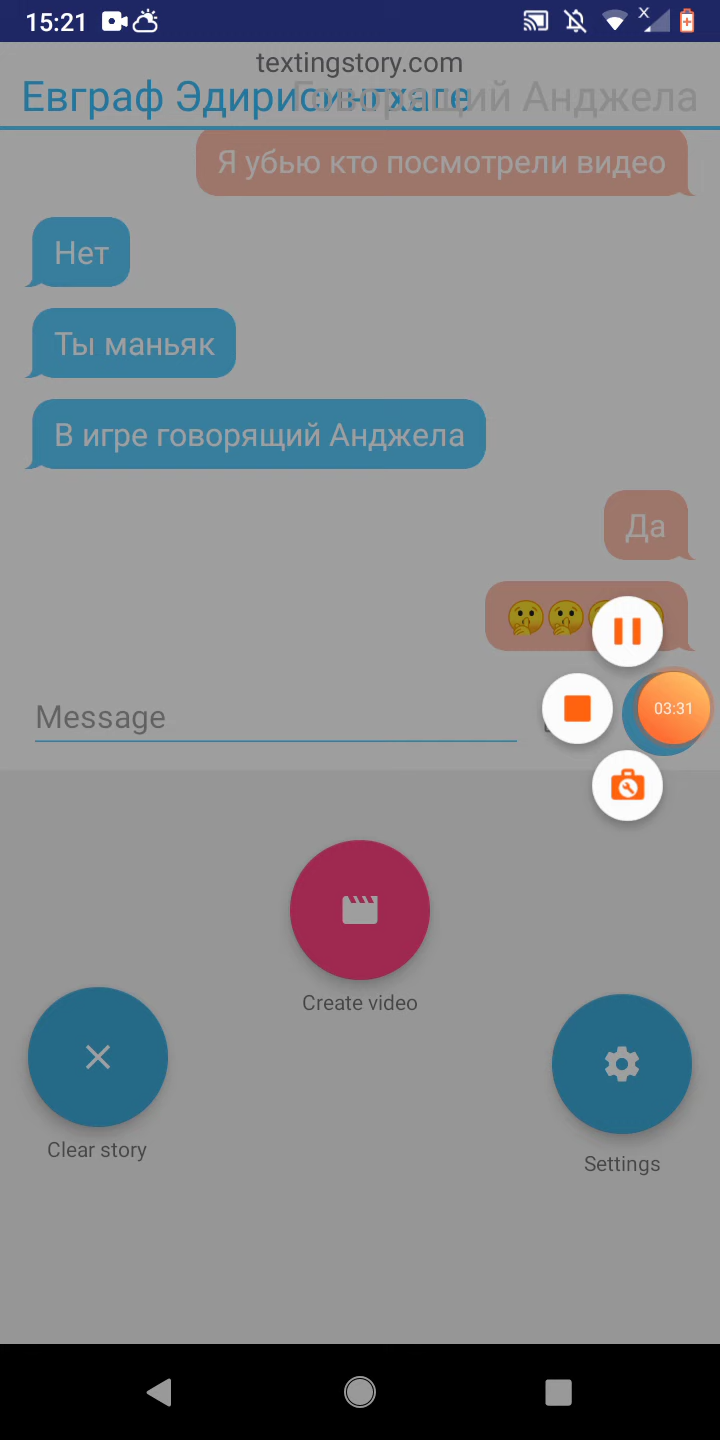 15:21
textingstory.com
Евграф Эдирисингхаге
Говорящий Анджела
Я убью кто посмотрели видео
Нет
Ты маньяк
В игре говорящий Анджела
Да
🤫🤫
Message
03:31
Create video
Clear story
Settings